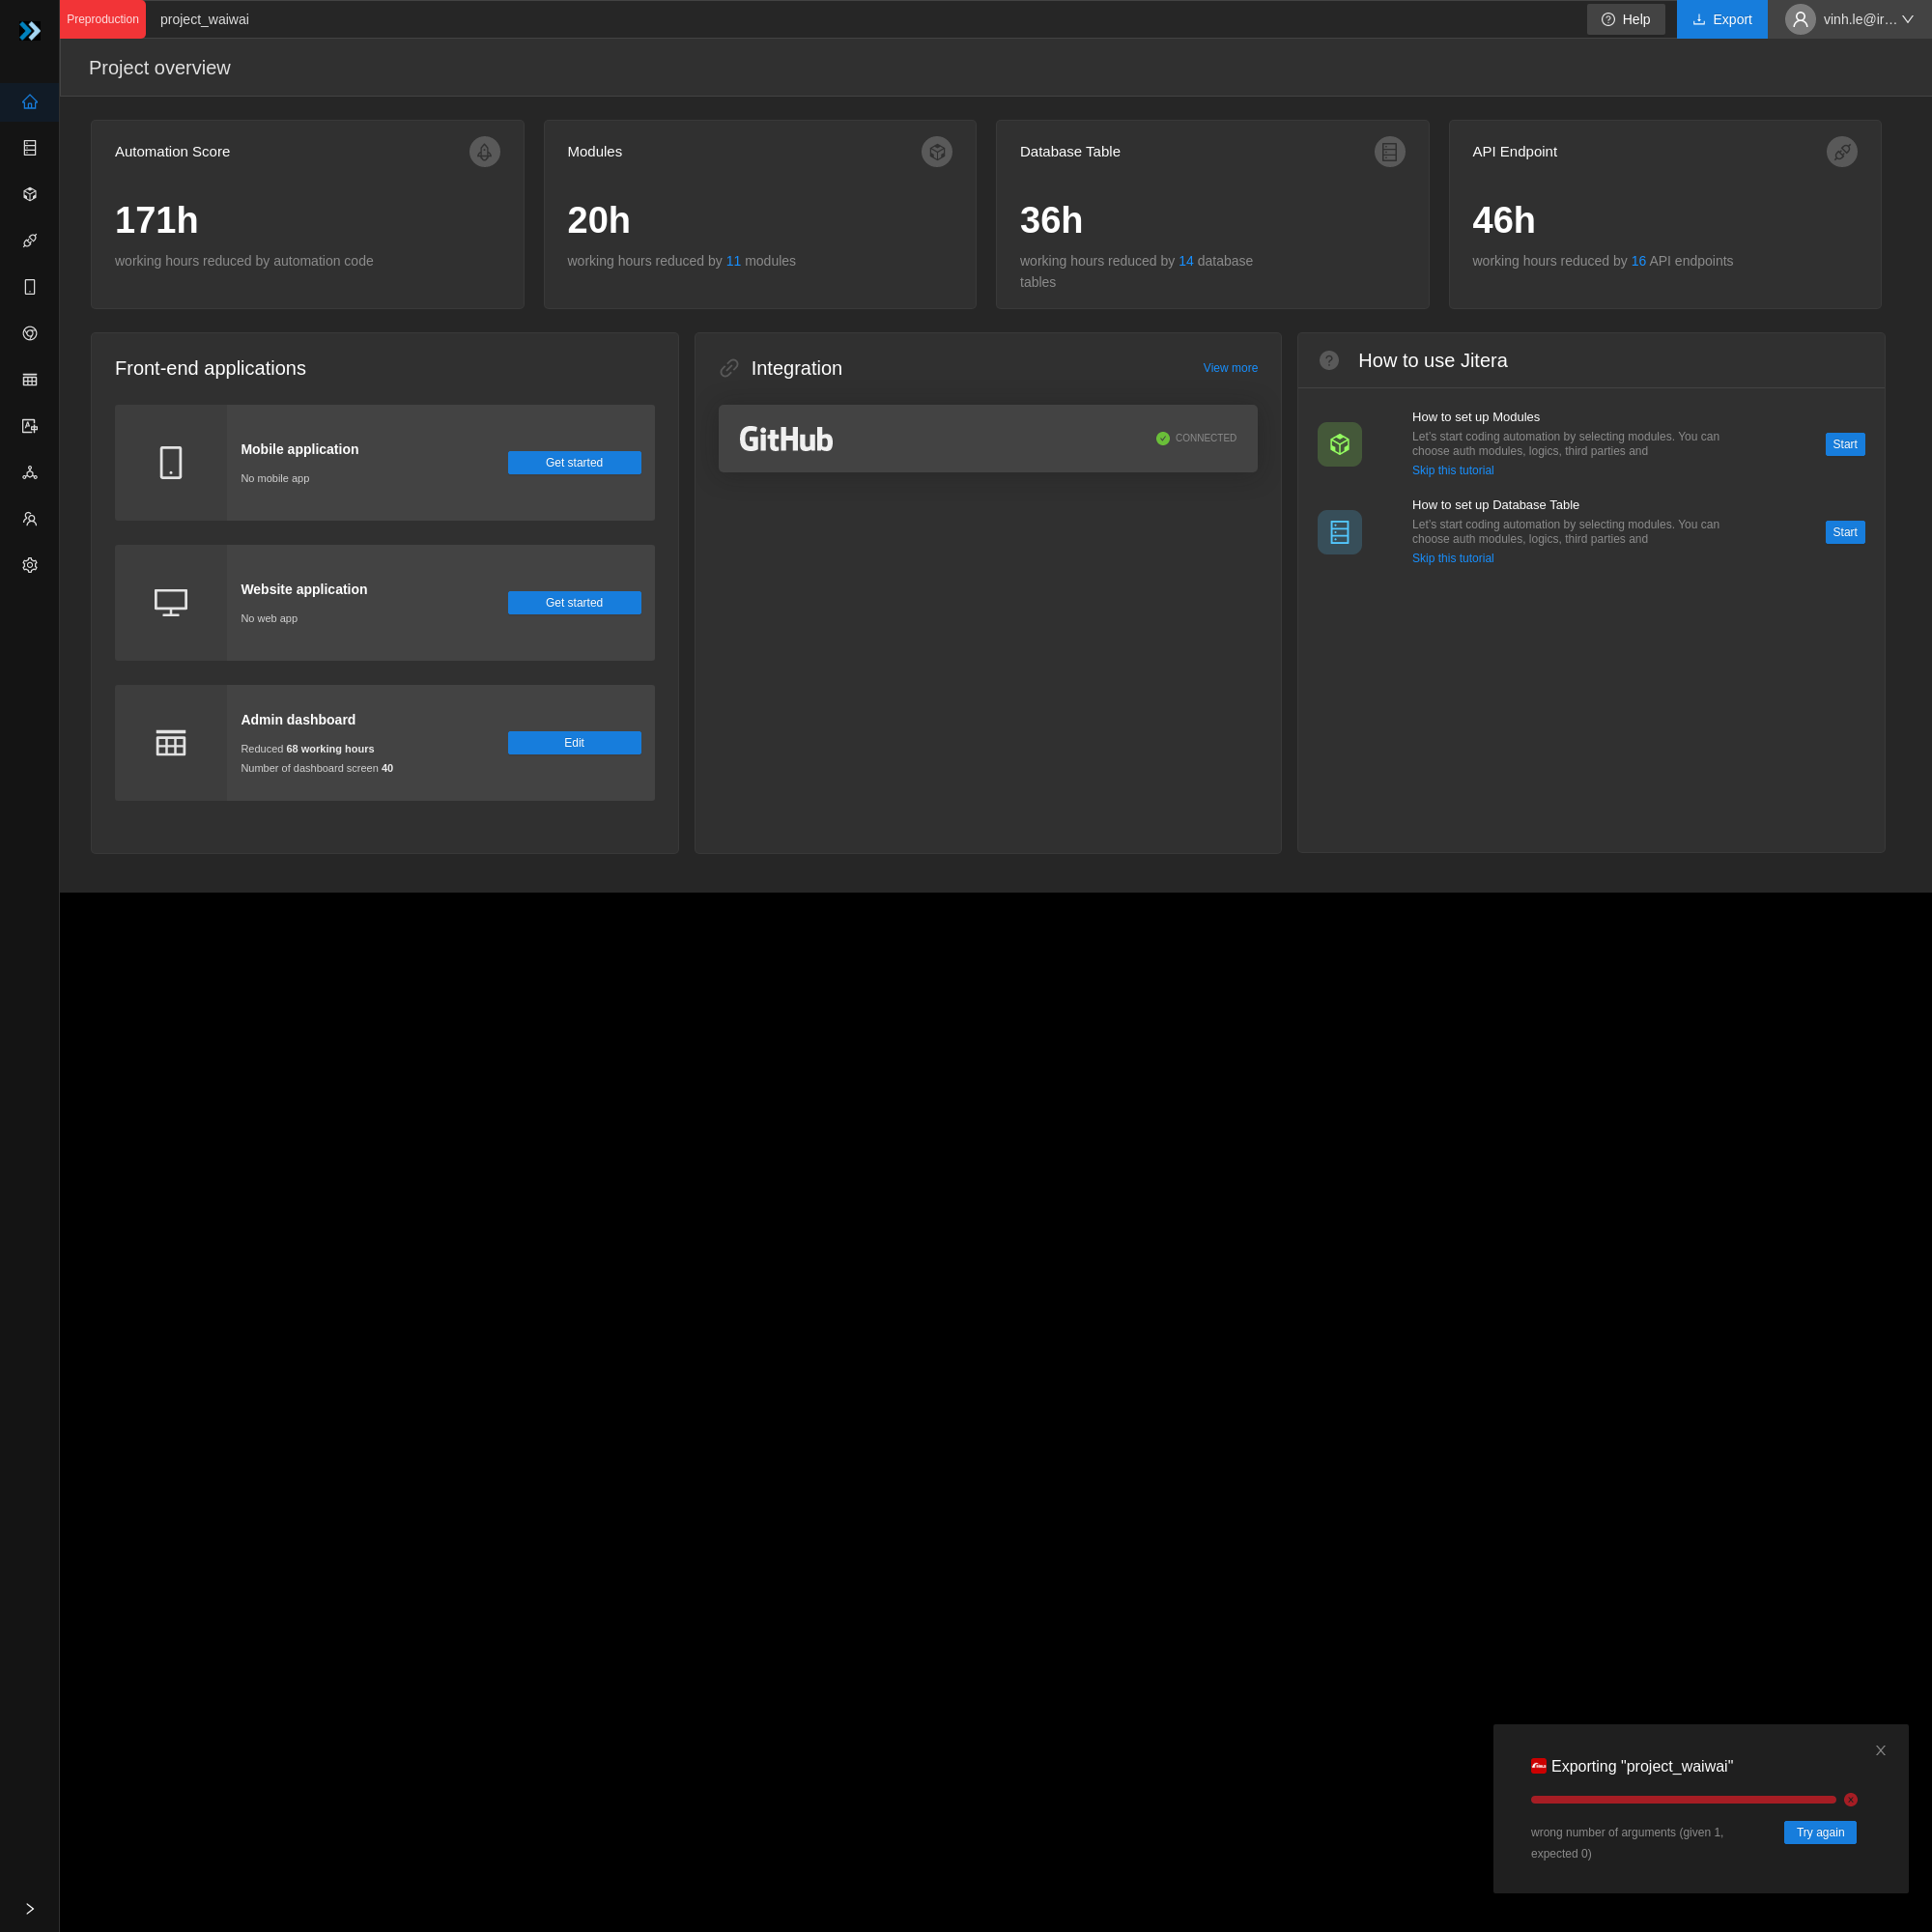 Preproduction
project_waiwai
Help
Export
vinh.le@ir…
Project overview
Automation Score
171h
working hours reduced by automation code
Modules
20h
working hours reduced by 11 modules
Database Table
36h
working hours reduced by 14 database
tables
API Endpoint
46h
working hours reduced by 16 API endpoints
Front-end applications
Mobile application
No mobile app
Get started
Website application
No web app
Get started
Admin dashboard
Reduced 68 working hours
Number of dashboard screen 40
Edit
Integration
View more
GitHub
CONNECTED
How to use Jitera
How to set up Modules
Let’s start coding automation by selecting modules. You can
choose auth modules, logics, third parties and
Skip this tutorial
Start
How to set up Database Table
Let’s start coding automation by selecting modules. You can
choose auth modules, logics, third parties and
Skip this tutorial
Start
Exporting "project_waiwai"
wrong number of arguments (given 1,
expected 0)
Try again